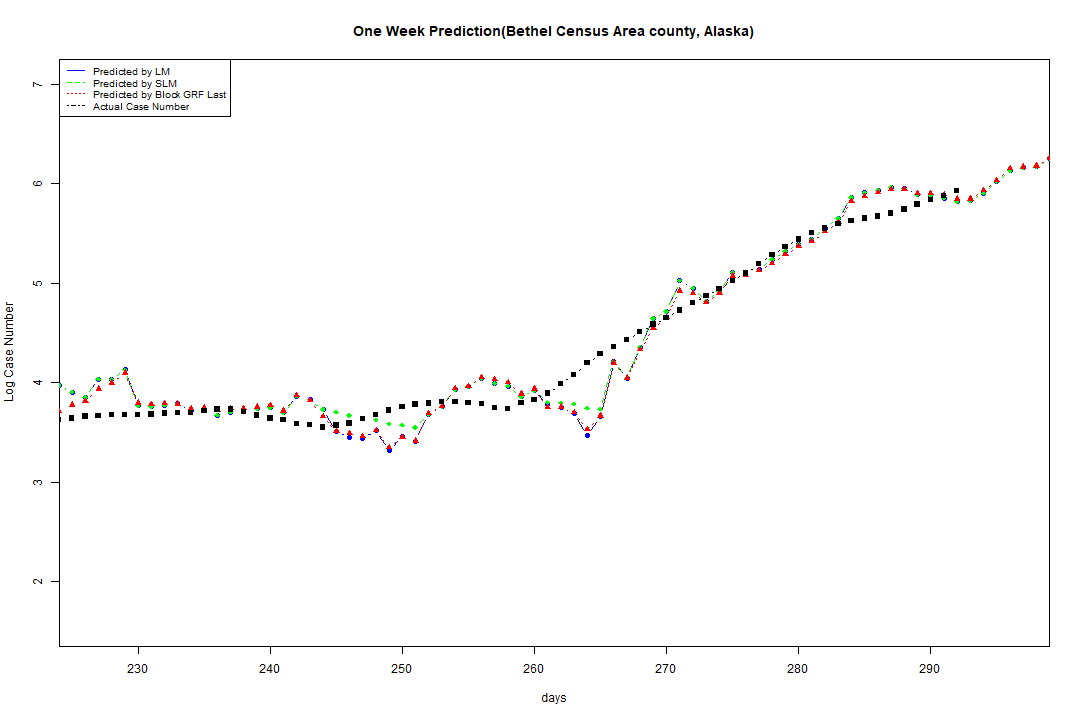 One Week Prediction(Bethel Census Area county, Alaska)
Predicted by LM
Predicted by SLM
Predicted by Block GRF Last
Actual Case Number
7
6
5
4
3
2
Log Case Number
230 240 250 260 270 280 290
days